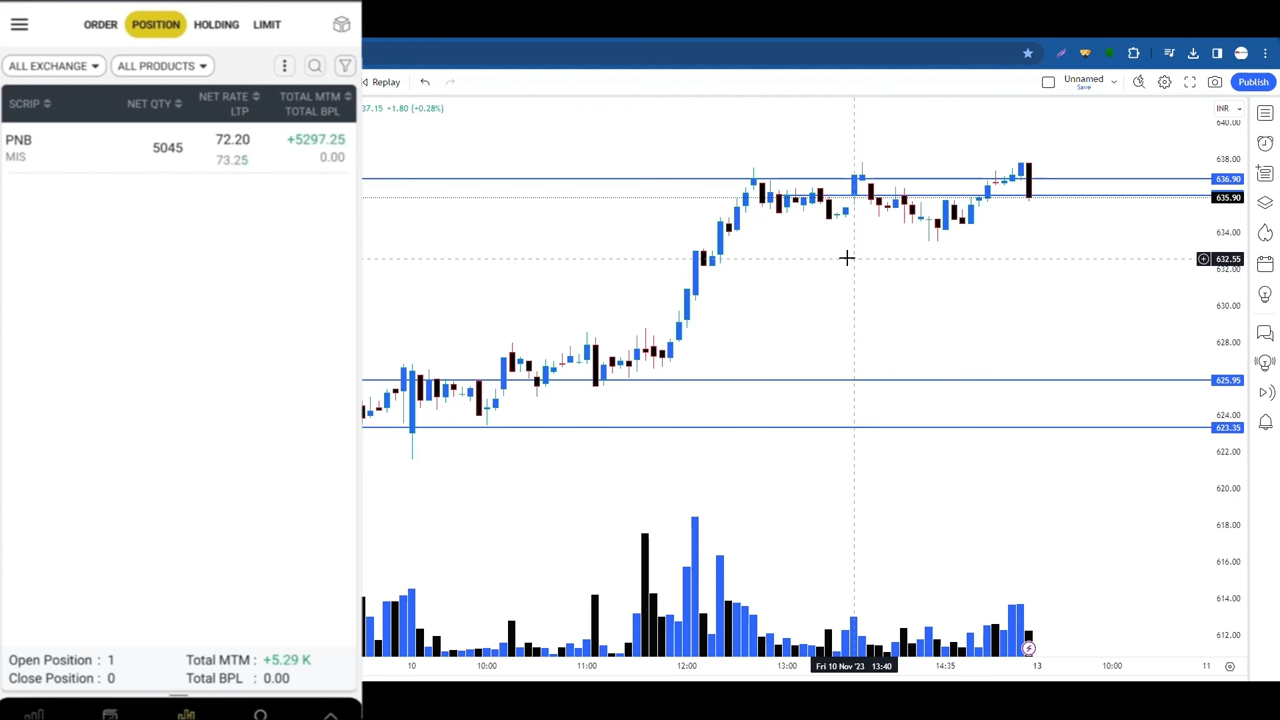 ORDER POSITION HOLDING LIMIT
ALL EXCHANGE ALL PRODUCTS
SCRIP NET QTY NET RATE TOTAL MTM
LTP TOTAL BPL
PNB 5045 72.20 +5297.25
MIS 73.25 0.00
Open Position : 1 Total MTM : +5.29 K
Close Position : 0 Total BPL : 0.00
Replay Unnamed Publish
Save
37.15 +1.80 (+0.28%) INR
640.00
638.00
636.90
635.90
634.00
632.55
632.00
630.00
628.00
625.95
624.00
623.35
622.00
620.00
618.00
616.00
614.00
612.00
10 10:00 11:00 12:00 13:00 Fri 10 Nov '23 13:40 14:35 13 10:00 11